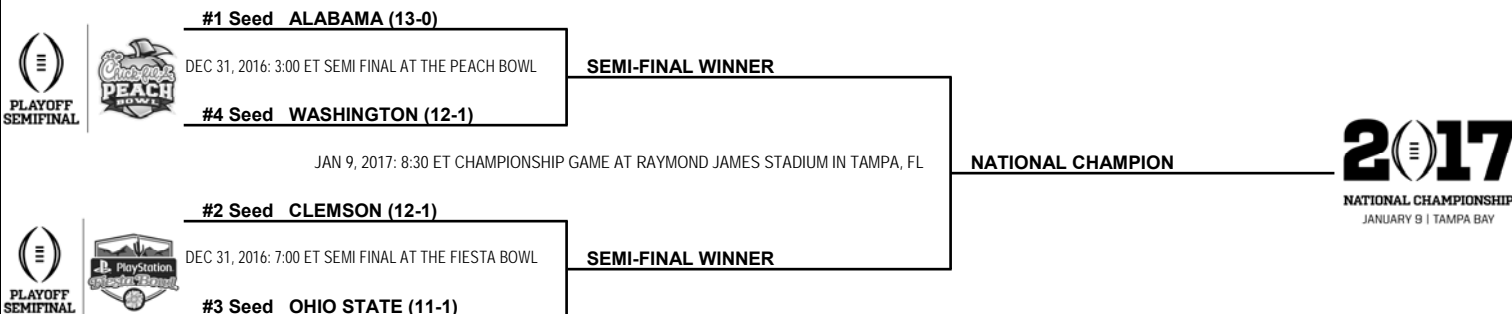 #1 Seed ALABAMA (13-0)
DEC 31, 2016: 3:00 ET SEMI FINAL AT THE PEACH BOWL
SEMI-FINAL WINNER
Chick-fil-A
PEACH
BOWL
PLAYOFF
SEMIFINAL
#4 Seed WASHINGTON (12-1)
JAN 9, 2017: 8:30 ET CHAMPIONSHIP GAME AT RAYMOND JAMES STADIUM IN TAMPA, FL
NATIONAL CHAMPION
2017
NATIONAL CHAMPIONSHIP
JANUARY 9 | TAMPA BAY
#2 Seed CLEMSON (12-1)
DEC 31, 2016: 7:00 ET SEMI FINAL AT THE FIESTA BOWL
SEMI-FINAL WINNER
PlayStation
Fiesta Bowl
PLAYOFF
SEMIFINAL
#3 Seed OHIO STATE (11-1)